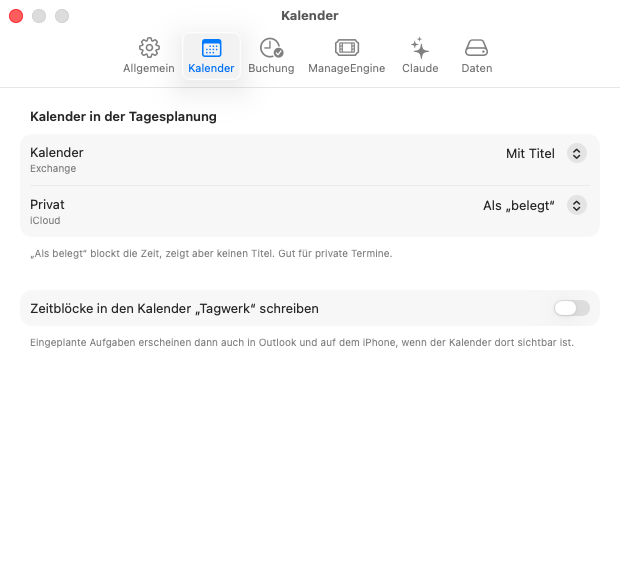 Kalender
Allgemein Kalender Buchung ManageEngine Claude Daten
Kalender in der Tagesplanung
Kalender Mit Titel
Exchange
Privat Als „belegt“
iCloud
„Als belegt“ blockt die Zeit, zeigt aber keinen Titel. Gut für private Termine.
Zeitblöcke in den Kalender „Tagwerk“ schreiben
Eingeplante Aufgaben erscheinen dann auch in Outlook und auf dem iPhone, wenn der Kalender dort sichtbar ist.